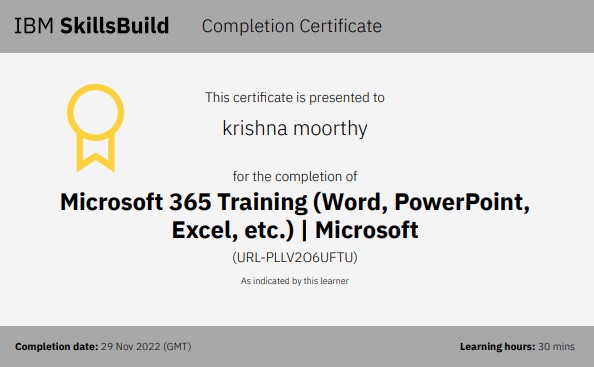 IBM SkillsBuild Completion Certificate
This certificate is presented to
krishna moorthy
for the completion of
Microsoft 365 Training (Word, PowerPoint,
Excel, etc.) | Microsoft
(URL-PLLV2O6UFTU)
As indicated by this learner
Completion date: 29 Nov 2022 (GMT) Learning hours: 30 mins